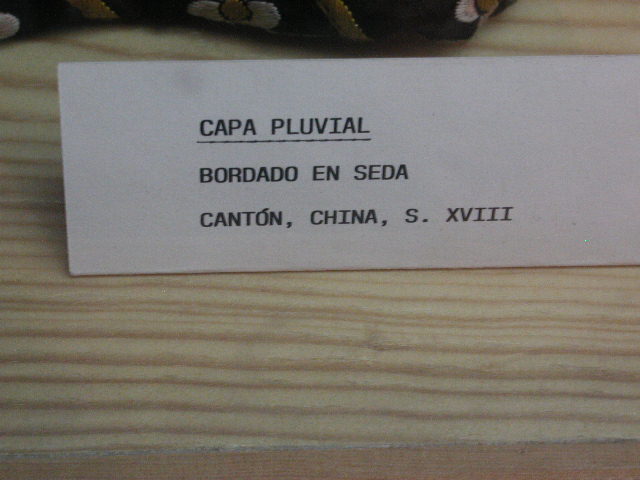 CAPA PLUVIAL
BORDADO EN SEDA
CANTÓN, CHINA, S. XVIII